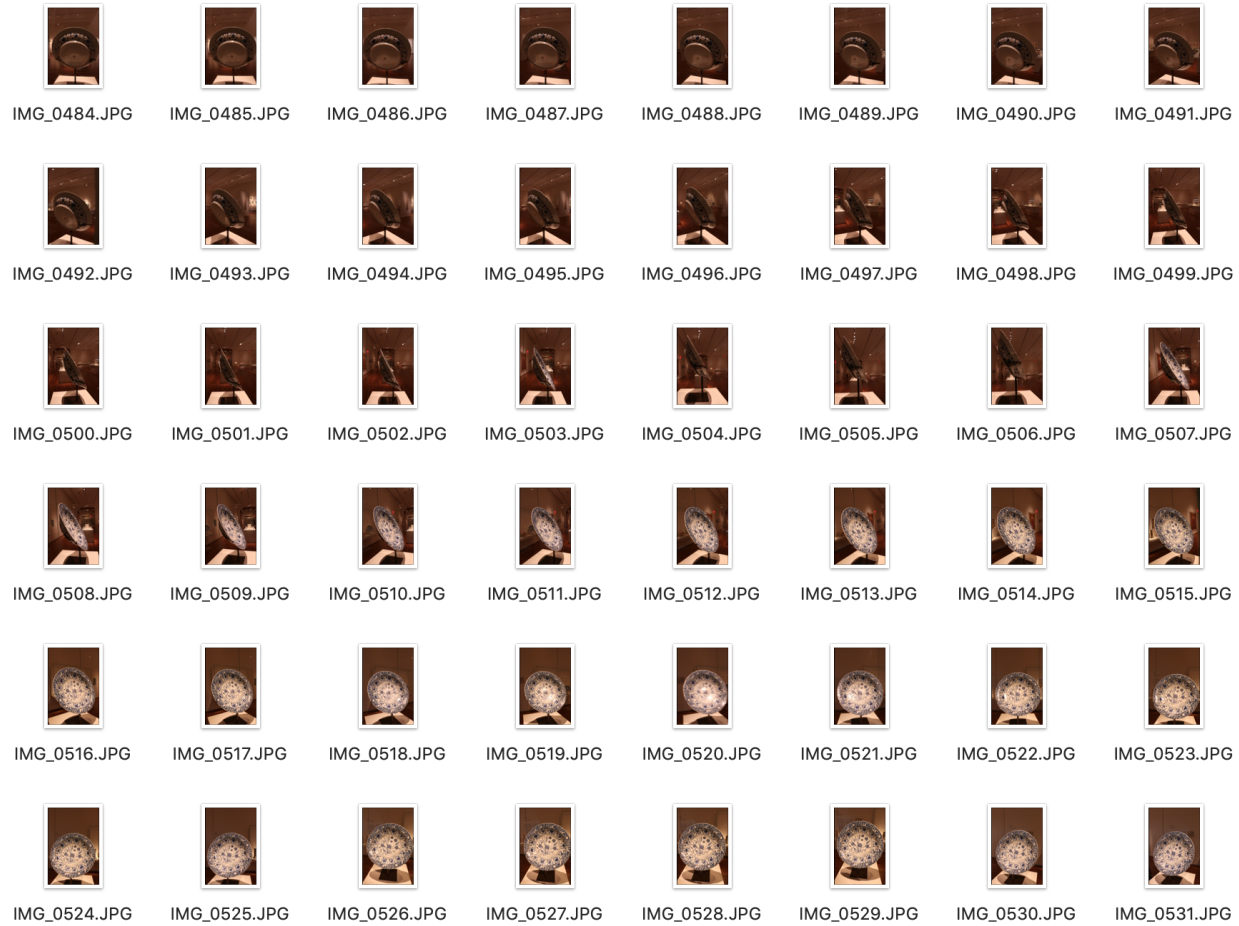 IMG_0484.JPG IMG_0485.JPG IMG_0486.JPG IMG_0487.JPG IMG_0488.JPG IMG_0489.JPG IMG_0490.JPG IMG_0491.JPG
IMG_0492.JPG IMG_0493.JPG IMG_0494.JPG IMG_0495.JPG IMG_0496.JPG IMG_0497.JPG IMG_0498.JPG IMG_0499.JPG
IMG_0500.JPG IMG_0501.JPG IMG_0502.JPG IMG_0503.JPG IMG_0504.JPG IMG_0505.JPG IMG_0506.JPG IMG_0507.JPG
IMG_0508.JPG IMG_0509.JPG IMG_0510.JPG IMG_0511.JPG IMG_0512.JPG IMG_0513.JPG IMG_0514.JPG IMG_0515.JPG
IMG_0516.JPG IMG_0517.JPG IMG_0518.JPG IMG_0519.JPG IMG_0520.JPG IMG_0521.JPG IMG_0522.JPG IMG_0523.JPG
IMG_0524.JPG IMG_0525.JPG IMG_0526.JPG IMG_0527.JPG IMG_0528.JPG IMG_0529.JPG IMG_0530.JPG IMG_0531.JPG